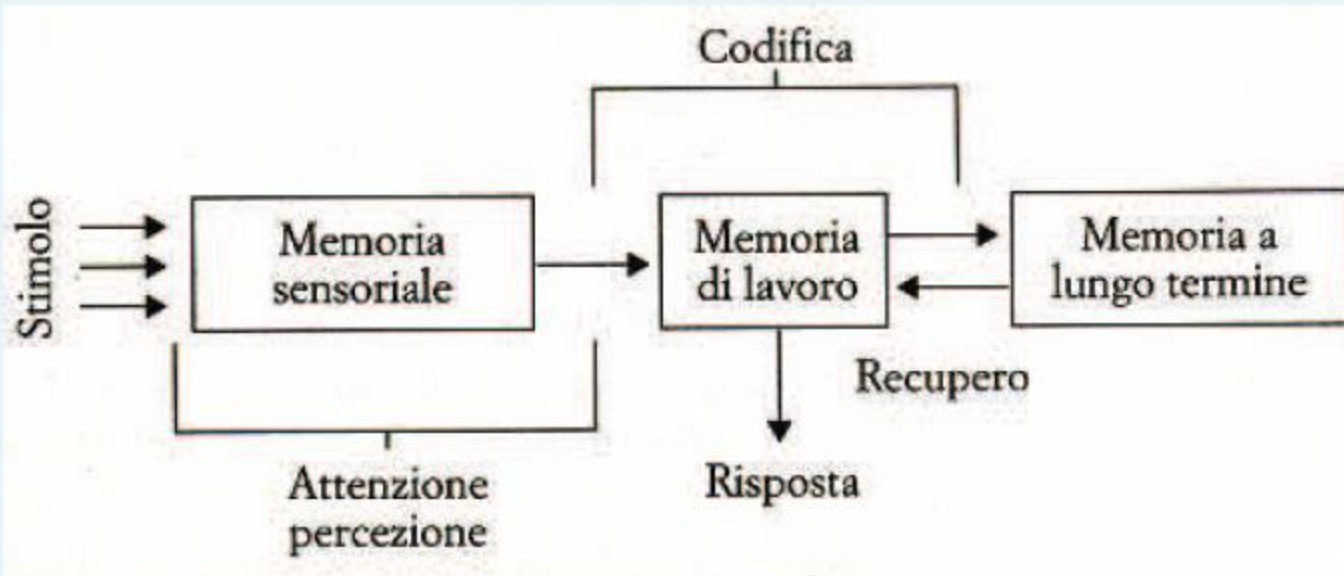 Codifica
Stimolo
Memoria
sensoriale
Memoria
di lavoro
Memoria a
lungo termine
Recupero
Attenzione
percezione
Risposta